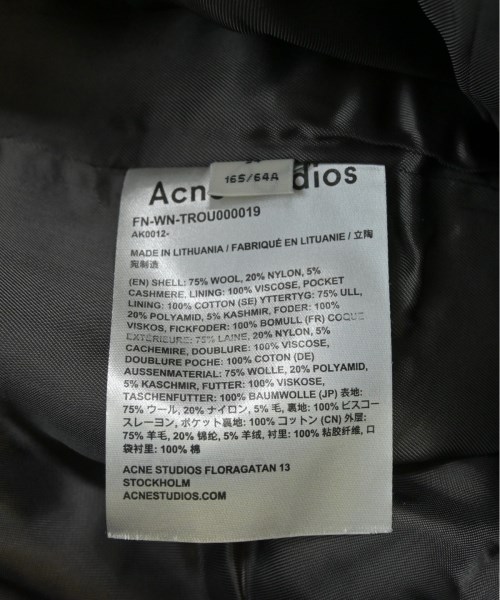 165/64A
Acne Studios
FN-WN-TROU000019
AK0012-
MADE IN LITHUANIA / FABRIQUÉ EN LITUANIE / 立陶
宛制造
(EN) SHELL: 75% WOOL, 20% NYLON, 5%
CASHMERE, LINING: 100% VISCOSE, POCKET
LINING: 100% COTTON (SE) YTTERTYG: 75% ULL,
20% POLYAMID, 5% KASHMIR, FODER: 100%
VISKOS, FICKFODER: 100% BOMULL (FR) COQUE
EXTÉRIEURE: 75% LAINE, 20% NYLON, 5%
CACHEMIRE, DOUBLURE: 100% VISCOSE,
DOUBLURE POCHE: 100% COTON (DE)
AUSSENMATERIAL: 75% WOLLE, 20% POLYAMID,
5% KASCHMIR, FUTTER: 100% VISKOSE,
TASCHENFUTTER: 100% BAUMWOLLE (JP) 表地:
75% ウール, 20% ナイロン, 5% 毛, 裏地: 100% ビスコー
スレーヨン, ポケット裏地: 100% コットン (CN) 外层:
75% 羊毛, 20% 锦纶, 5% 羊绒, 衬里: 100% 粘胶纤维, 口
袋衬里: 100% 棉
ACNE STUDIOS FLORAGATAN 13
STOCKHOLM
ACNESTUDIOS.COM